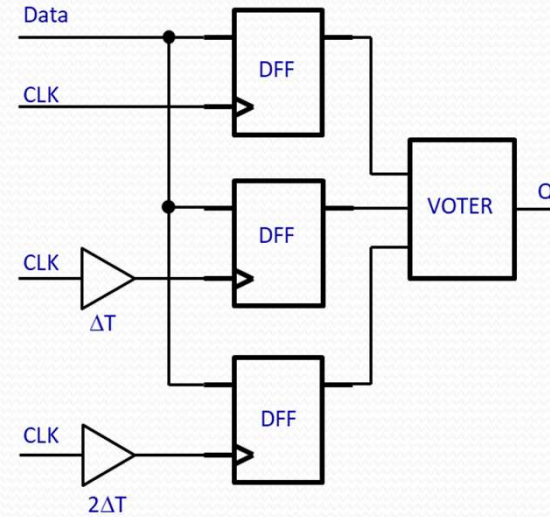 Data
DFF
CLK
DFF
VOTER
Q
CLK
ΔT
DFF
CLK
2ΔT